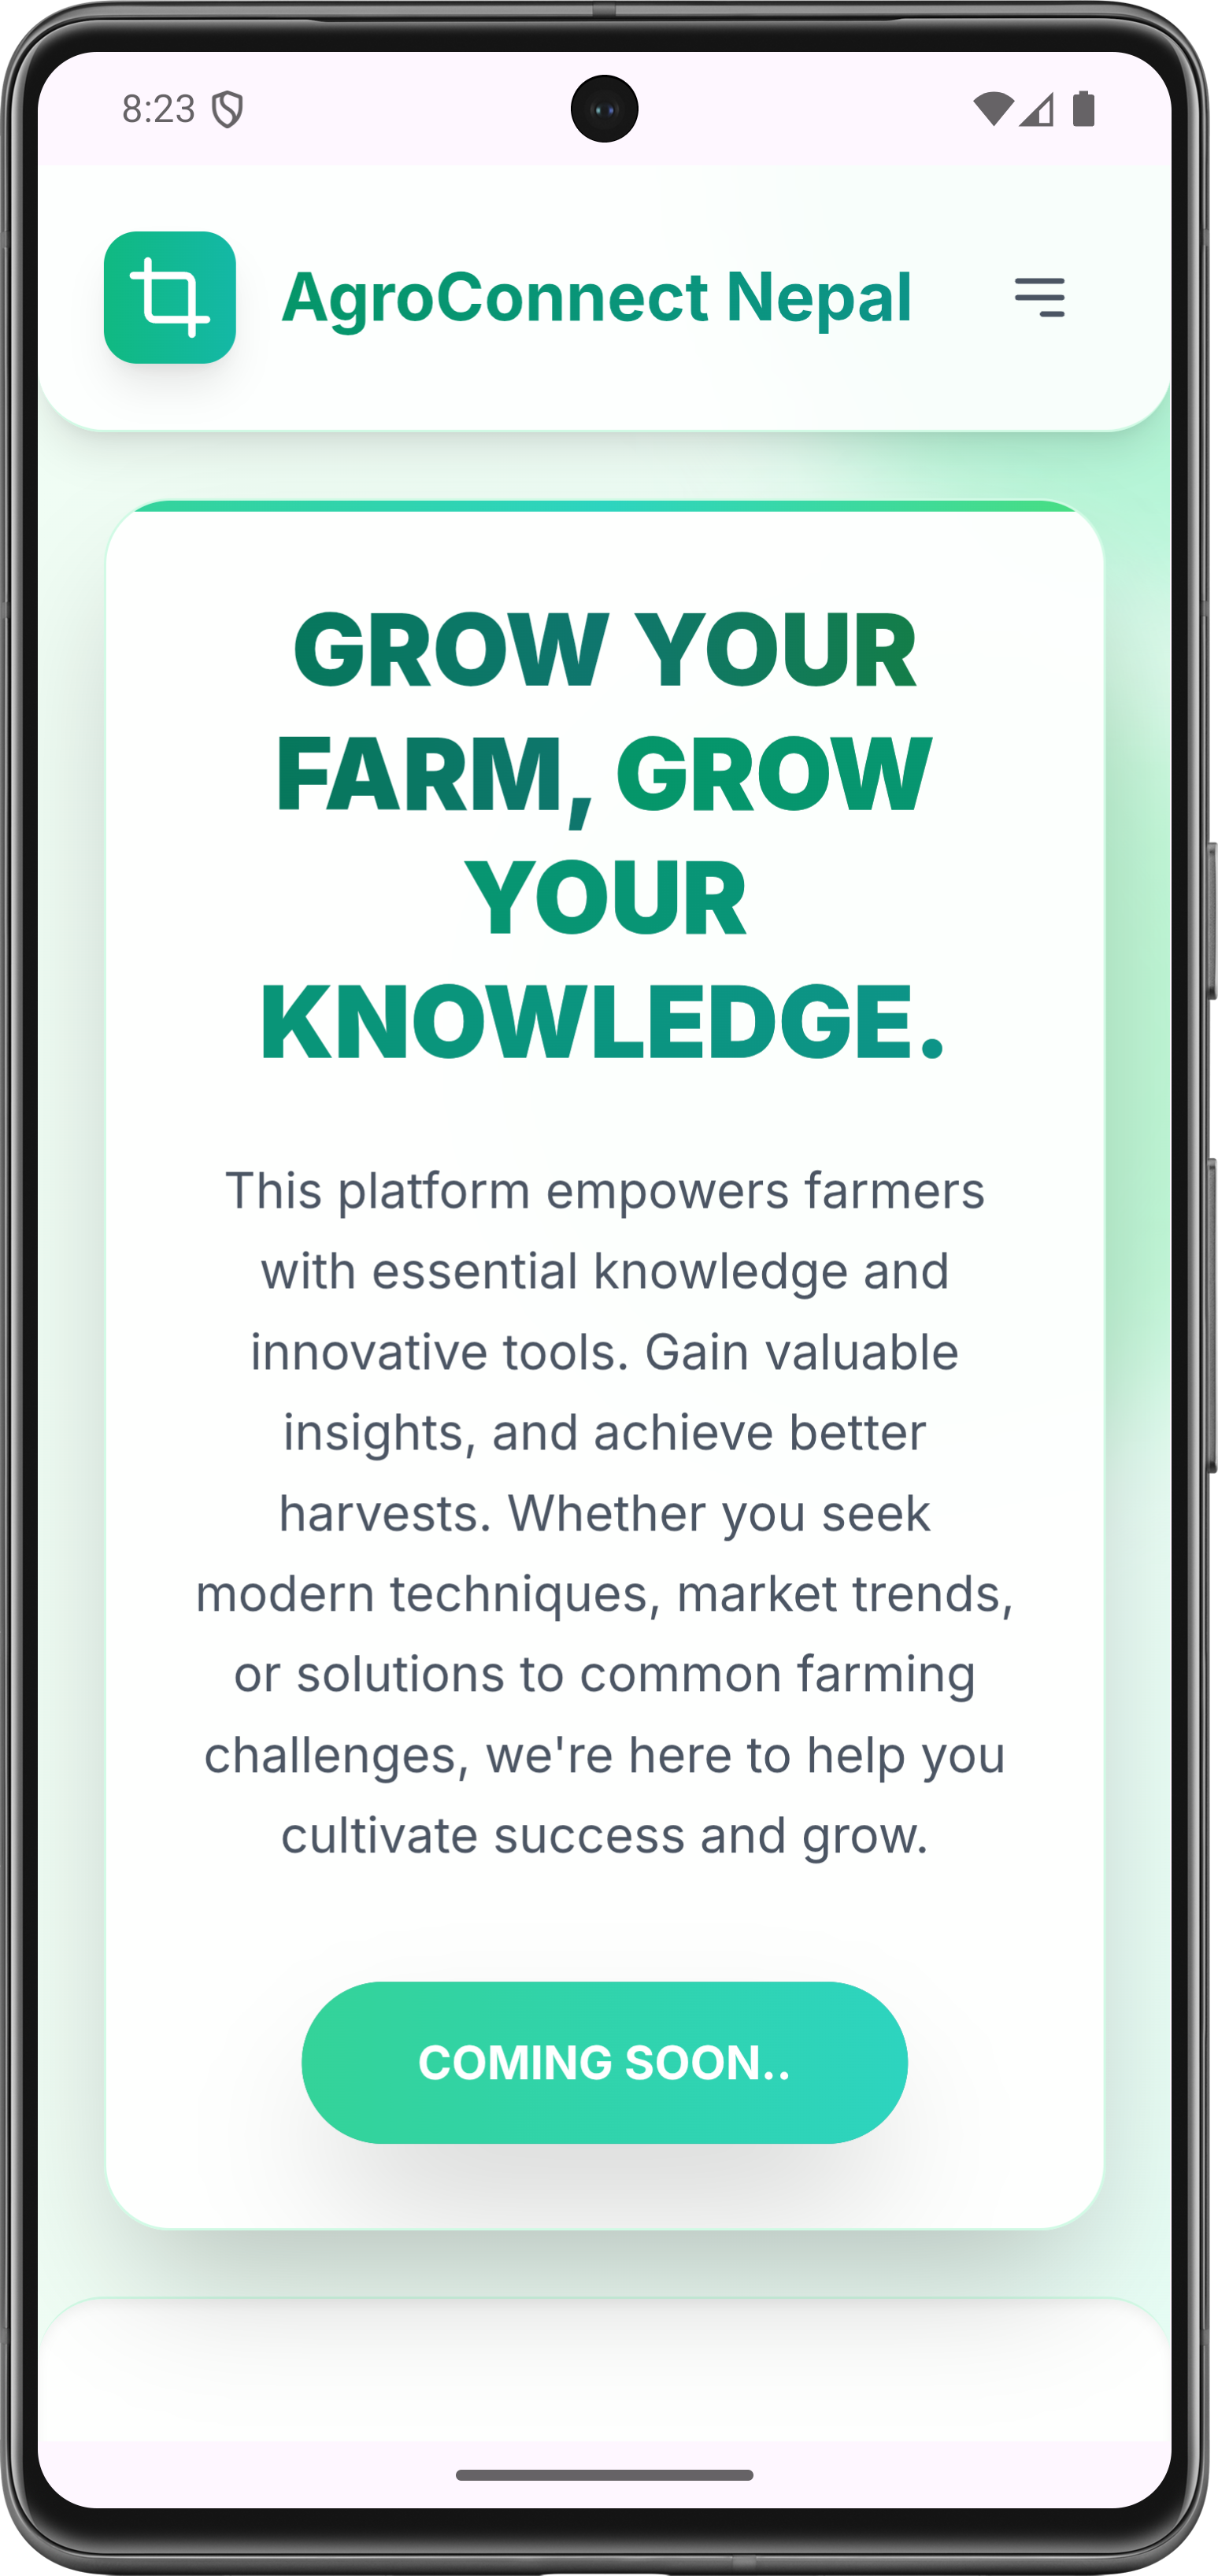 8:23
AgroConnect Nepal
GROW YOUR
FARM, GROW
YOUR
KNOWLEDGE.
This platform empowers farmers
with essential knowledge and
innovative tools. Gain valuable
insights, and achieve better
harvests. Whether you seek
modern techniques, market trends,
or solutions to common farming
challenges, we're here to help you
cultivate success and grow.
COMING SOON..